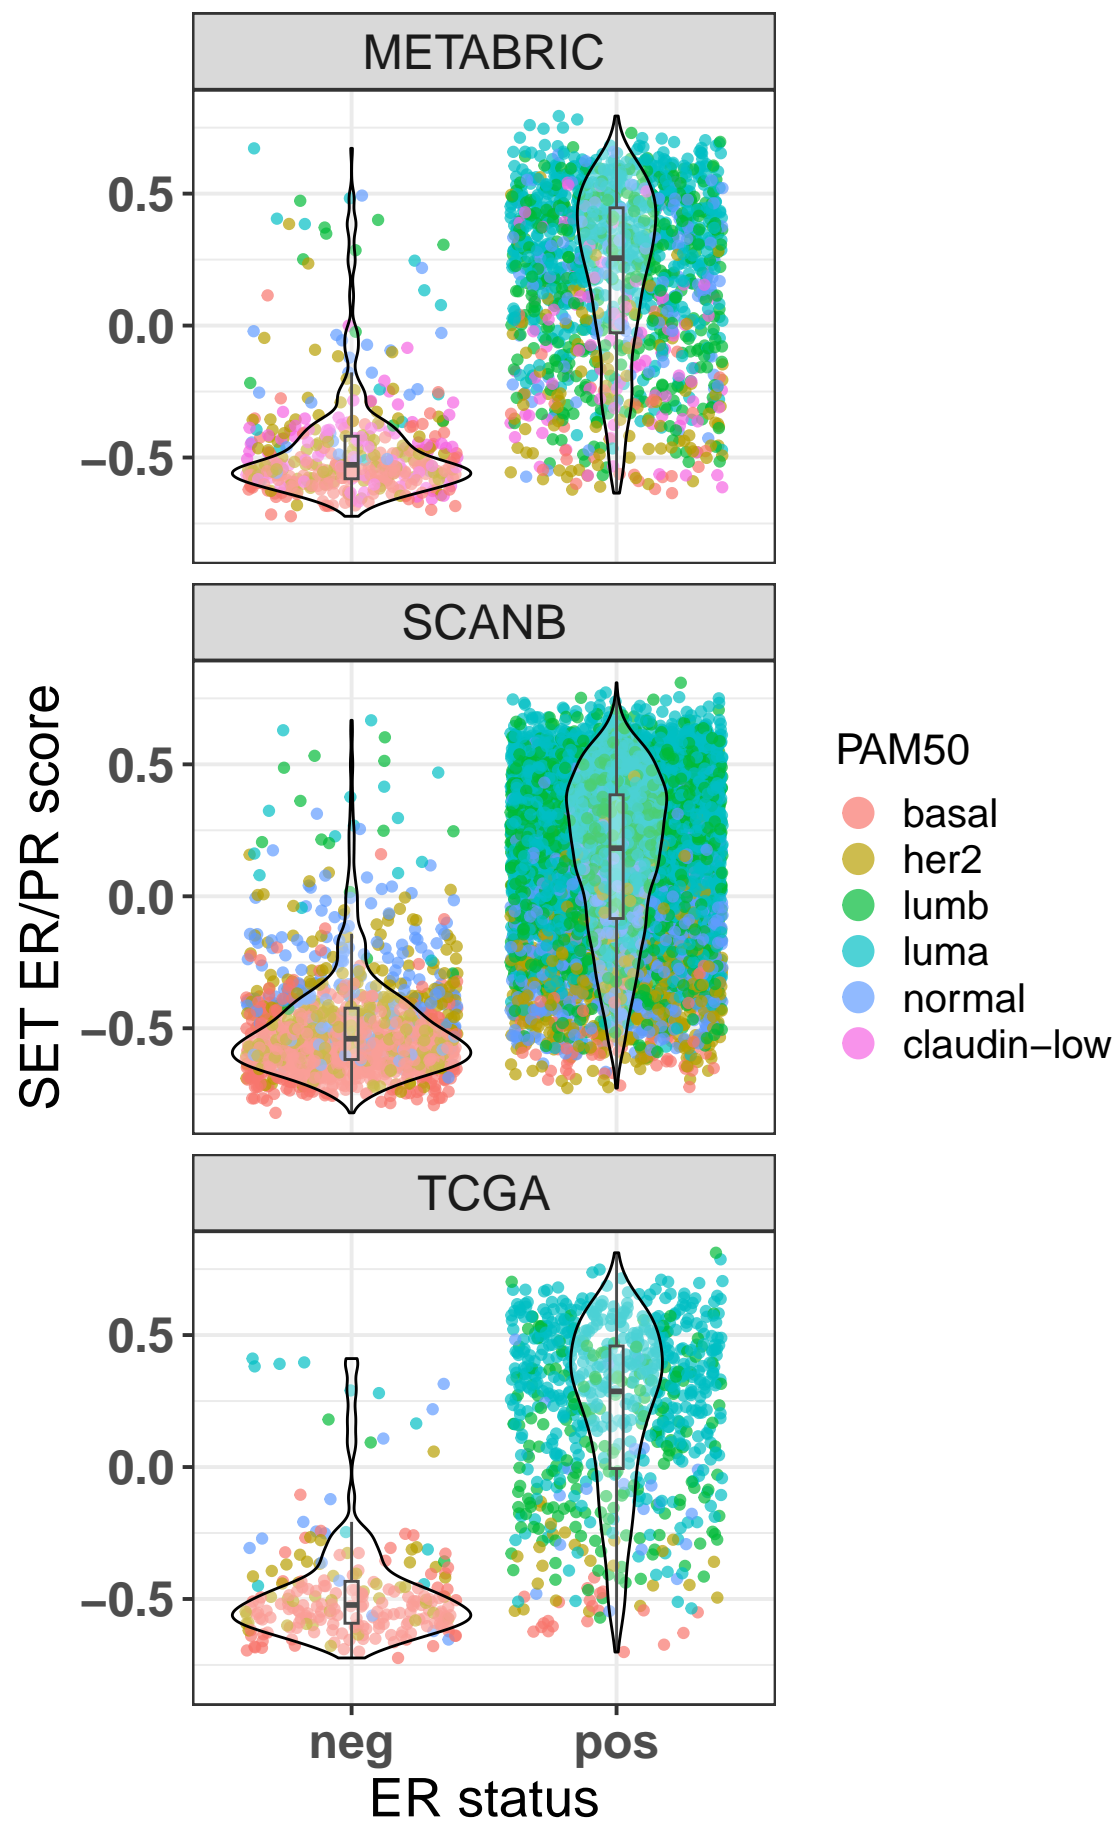 METABRIC
0.5
0.0
−0.5
SCANB
0.5
0.0
−0.5
TCGA
0.5
0.0
−0.5
neg pos
ER status
SET ER/PR score
PAM50
basal
her2
lumb
luma
normal
claudin−low